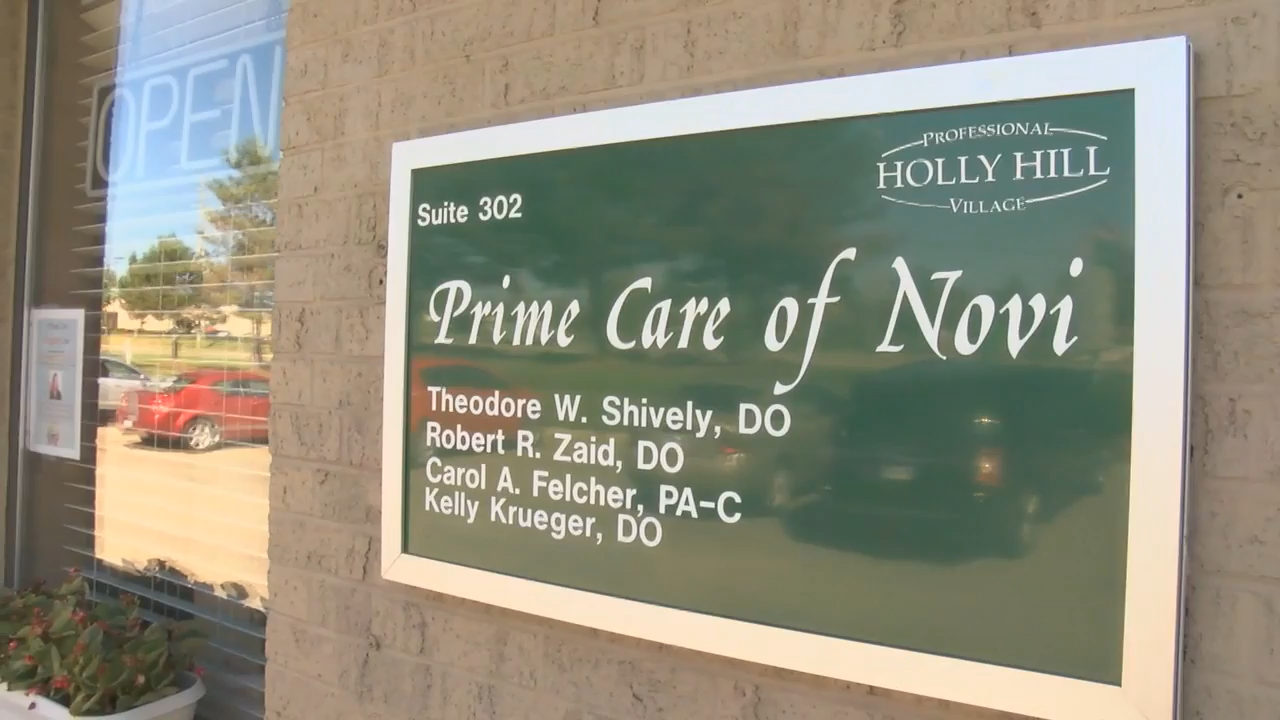 OPEN
PROFESSIONAL
HOLLY HILL
VILLAGE
Suite 302
Prime Care of Novi
Theodore W. Shively, DO
Robert R. Zaid, DO
Carol A. Felcher, PA-C
Kelly Krueger, DO